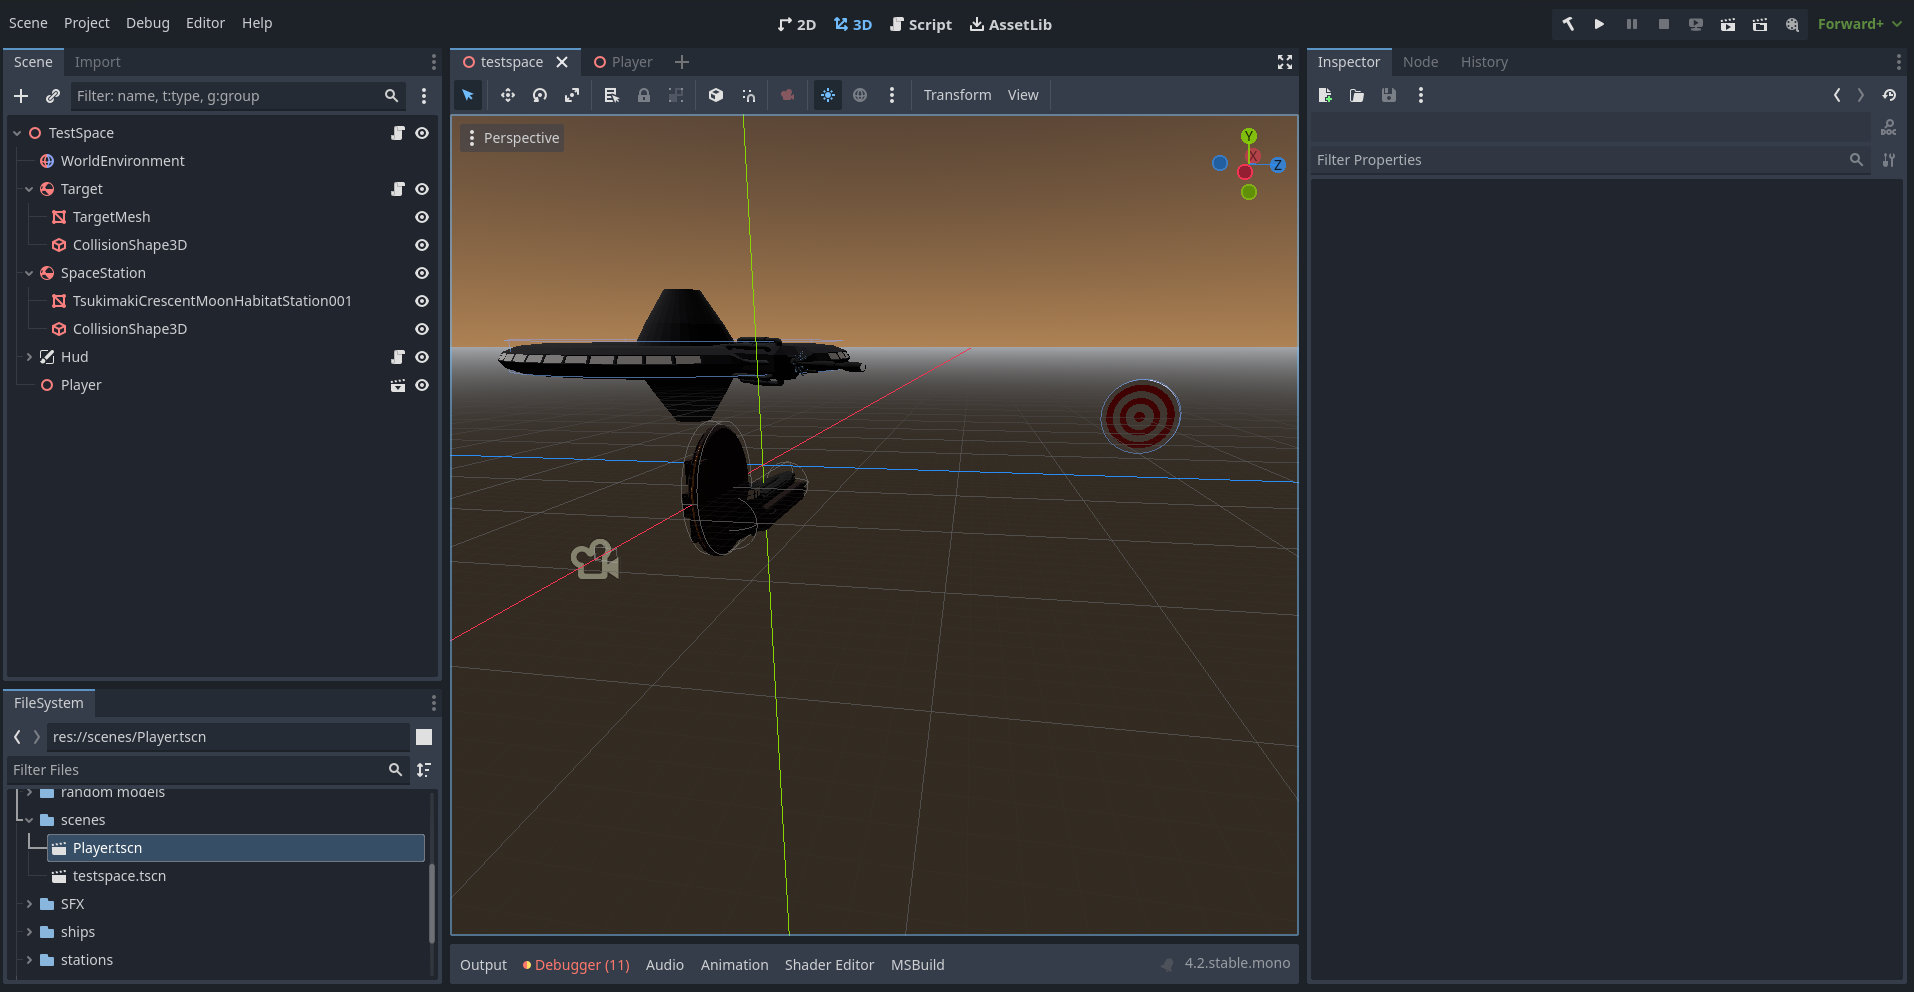 Scene Project Debug Editor Help
2D 3D Script AssetLib
Forward+
Scene Import
Filter: name, t:type, g:group
TestSpace
WorldEnvironment
Target
TargetMesh
CollisionShape3D
SpaceStation
TsukimakiCrescentMoonHabitatStation001
CollisionShape3D
Hud
Player
FileSystem
res://scenes/Player.tscn
Filter Files
random models
scenes
Player.tscn
testspace.tscn
SFX
ships
stations
testspace Player
Transform View
Perspective
Y
X
Z
Output Debugger (11) Audio Animation Shader Editor MSBuild 4.2.stable.mono
Inspector Node History
DOC
Filter Properties